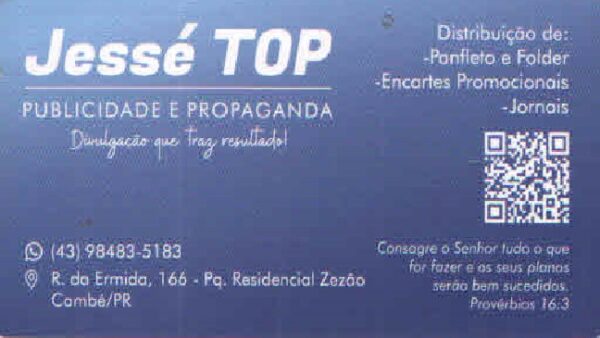 Jessé TOP
PUBLICIDADE E PROPAGANDA
Divulgação que traz resultado!
Distribuição de:
-Panfleto e Folder
-Encartes Promocionais
-Jornais
(43) 98483-5183
R. da Ermida, 166 - Pq. Residencial Zezão
Cambé/PR
Consagre o Senhor tudo o que
for fazer e os seus planos
serão bem sucedidos.
Provérbios 16:3